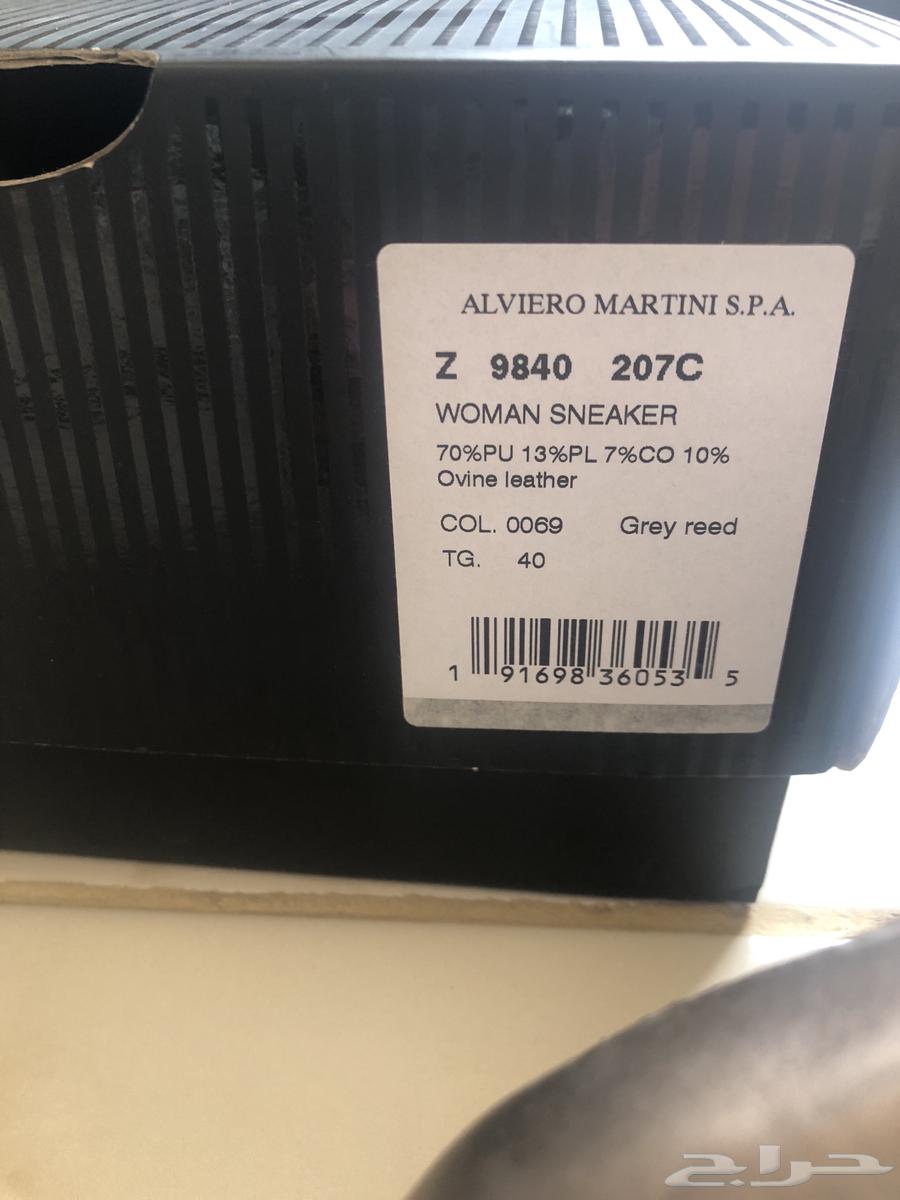 ALVIERO MARTINI S.P.A.
Z 9840 207C
WOMAN SNEAKER
70%PU 13%PL 7%CO 10%
Ovine leather
COL. 0069 Grey reed
TG. 40
1 91698 36053 5
حراج